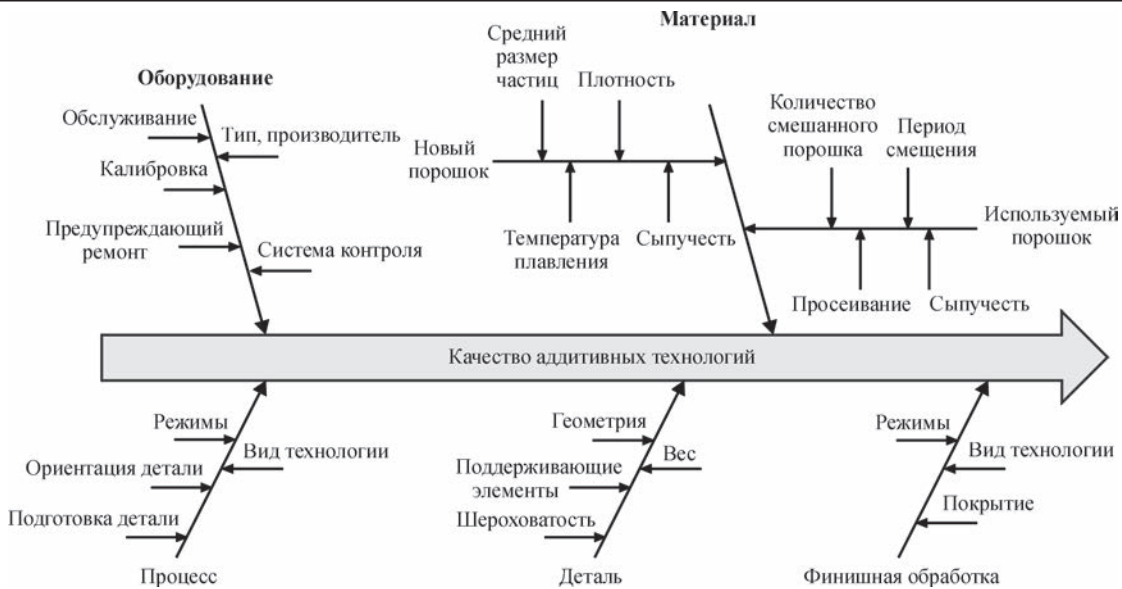 Материал
Оборудование
Обслуживание
Тип, производитель
Калибровка
Предупреждающий
ремонт
Система контроля
Средний
размер
частиц
Плотность
Новый
порошок
Температура
плавления
Сыпучесть
Количество
смешанного
порошка
Период
смещения
Используемый
порошок
Просеивание
Сыпучесть
Качество аддитивных технологий
Режимы
Вид технологии
Ориентация детали
Подготовка детали
Процесс
Геометрия
Вес
Поддерживающие
элементы
Шероховатость
Деталь
Режимы
Вид технологии
Покрытие
Финишная обработка